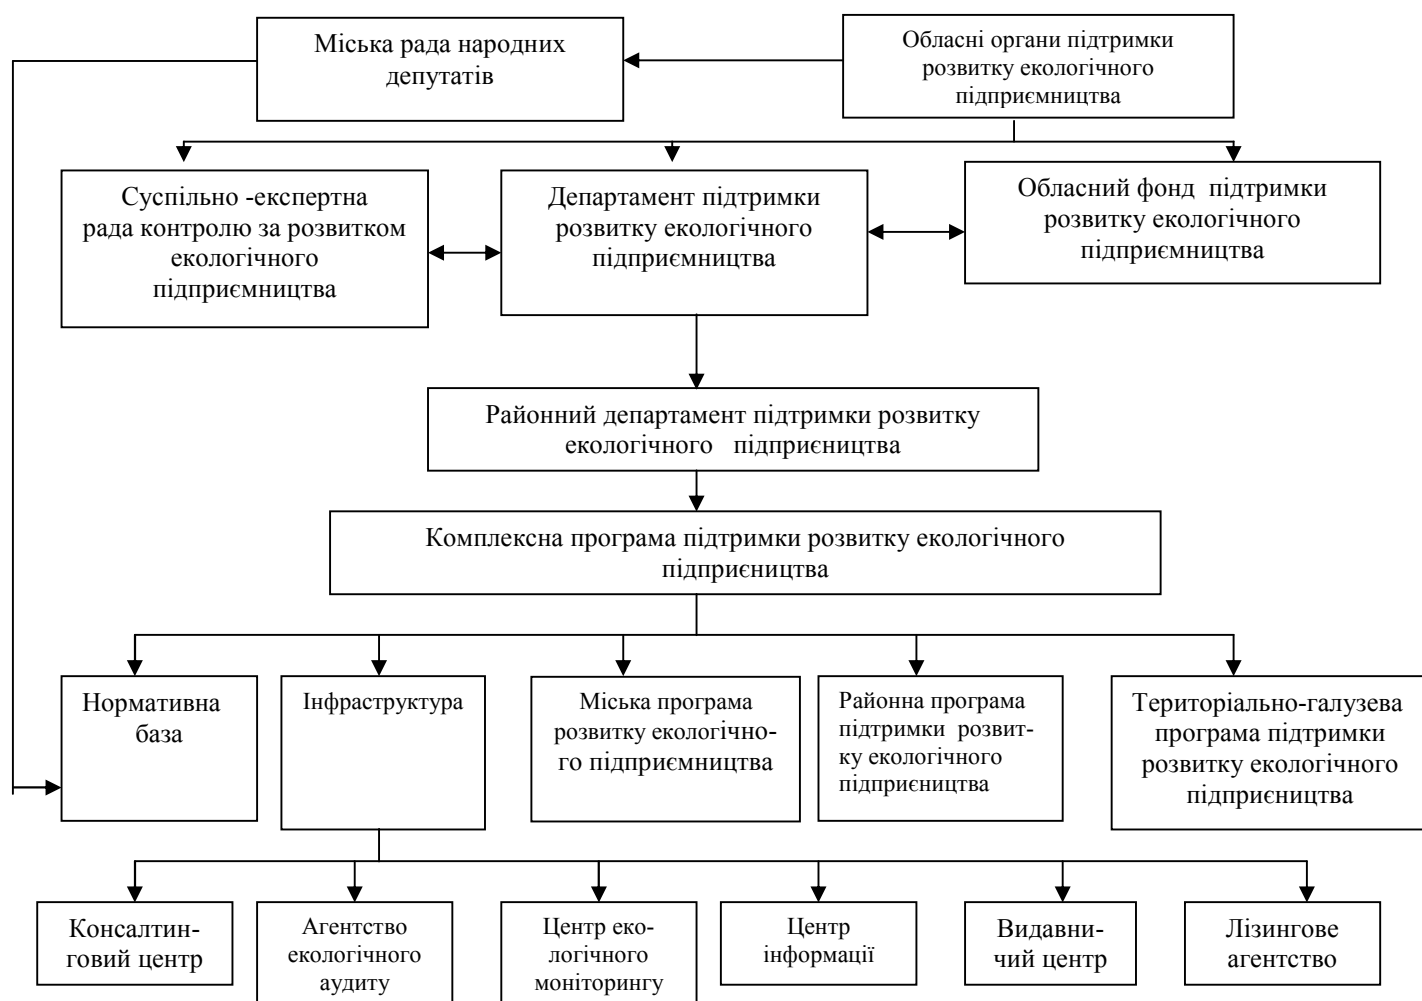 Міська рада народних
депутатів
Обласні органи підтримки
розвитку екологічного
підприємництва
Суспільно -експертна
рада контролю за розвитком
екологічного
підприємництва
Департамент підтримки
розвитку екологічного
підприємництва
Обласний фонд  підтримки
розвитку екологічного
підприємництва
Районний департамент підтримки розвитку
екологічного   підприєництва
Комплексна програма підтримки розвитку екологічного
підприєництва
Нормативна
база
Інфраструктура
Міська програма
розвитку екологічно-
го підприємництва
Районна програма
підтримки  розвит-
ку екологічного
підприєництва
Територіально-галузева
програма підтримки
розвитку екологічного
підприєництва
Консалтин-
говий центр
Агентство
екологічного
аудиту
Центр еко-
логічного
моніторингу
Центр
інформації
Видавни-
чий центр
Лізингове
агентство